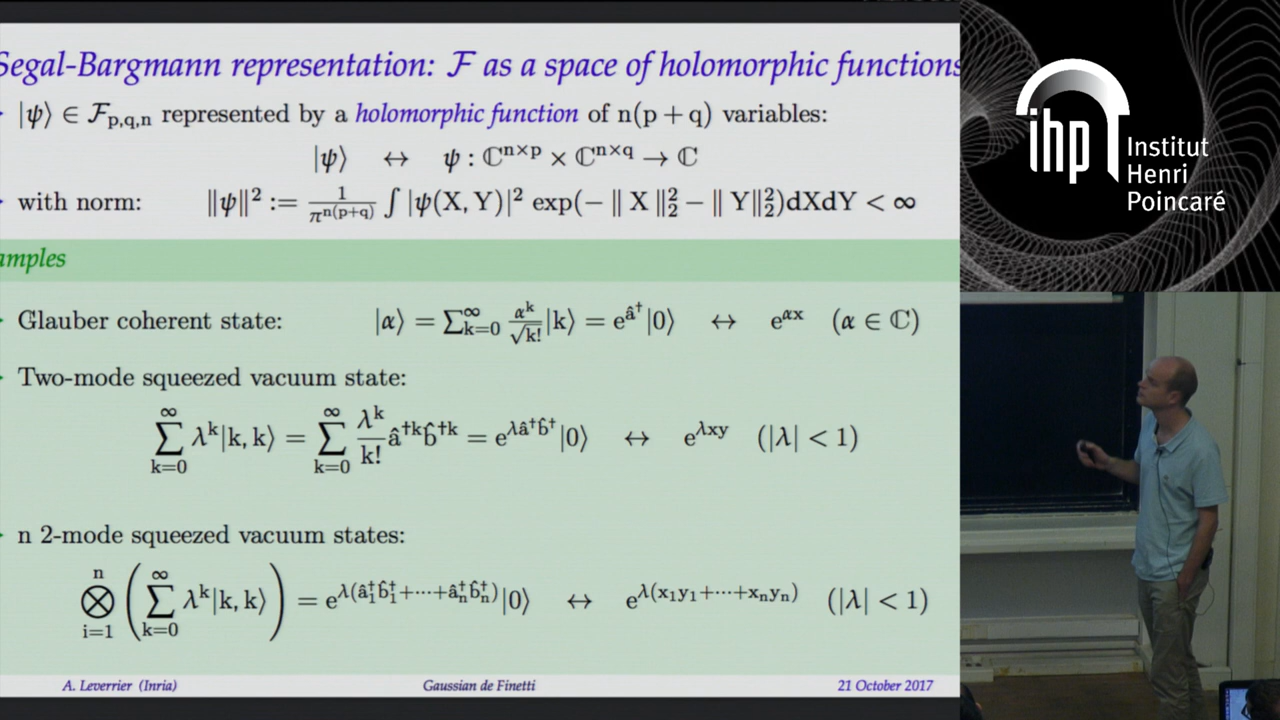 Segal-Bargmann representation: ℱ as a space of holomorphic functions
|ψ⟩ ∈ ℱ_{p,q,n} represented by a holomorphic function of n(p + q) variables:
|ψ⟩ ↔ ψ : ℂ^{n×p} × ℂ^{n×q} → ℂ
with norm: ‖ψ‖² := 1/π^{n(p+q)} ∫ |ψ(X, Y)|² exp(− ‖ X ‖₂² − ‖ Y‖₂²)dXdY < ∞
amples
Glauber coherent state: |α⟩ = ∑_{k=0}^{∞} α^k/√k! |k⟩ = e^{â†} |0⟩ ↔ e^{αx} (α ∈ ℂ)
Two-mode squeezed vacuum state:
∑_{k=0}^{∞} λ^k|k, k⟩ = ∑_{k=0}^{∞} λ^k/k! â^{†k}b̂^{†k} = e^{λâ†b̂†}|0⟩ ↔ e^{λxy} (|λ| < 1)
n 2-mode squeezed vacuum states:
⊗_{i=1}^{n} (∑_{k=0}^{∞} λ^k|k, k⟩) = e^{λ(â₁†b̂₁†+⋯+âₙ†b̂ₙ†)}|0⟩ ↔ e^{λ(x₁y₁+⋯+xₙyₙ)} (|λ| < 1)
A. Leverrier (Inria) Gaussian de Finetti 21 October 2017
ihp
Institut
Henri
Poincaré